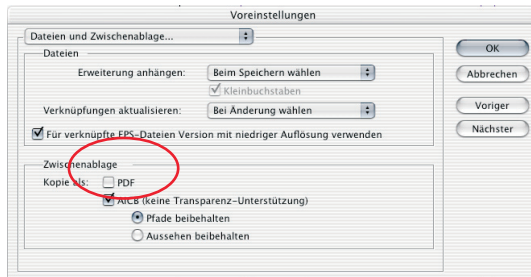 Voreinstellungen
Dateien und Zwischenablage...
Dateien
Erweiterung anhängen: Beim Speichern wählen
Kleinbuchstaben
Verknüpfungen aktualisieren: Bei Änderung wählen
Für verknüpfte EPS-Dateien Version mit niedriger Auflösung verwenden
Zwischenablage
Kopie als: PDF
AICB (keine Transparenz-Unterstützung)
Pfade beibehalten
Aussehen beibehalten
OK
Abbrechen
Voriger
Nächster